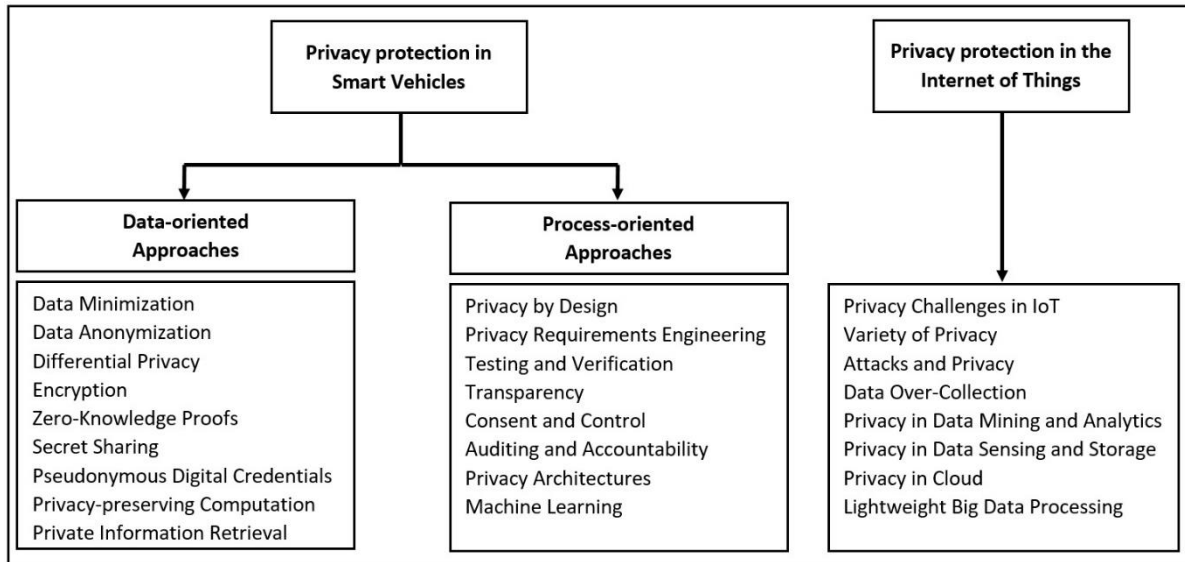 Privacy protection in
Smart Vehicles
Privacy protection in the
Internet of Things
Data-oriented
Approaches
Process-oriented
Approaches
Data Minimization
Data Anonymization
Differential Privacy
Encryption
Zero-Knowledge Proofs
Secret Sharing
Pseudonymous Digital Credentials
Privacy-preserving Computation
Private Information Retrieval
Privacy by Design
Privacy Requirements Engineering
Testing and Verification
Transparency
Consent and Control
Auditing and Accountability
Privacy Architectures
Machine Learning
Privacy Challenges in IoT
Variety of Privacy
Attacks and Privacy
Data Over-Collection
Privacy in Data Mining and Analytics
Privacy in Data Sensing and Storage
Privacy in Cloud
Lightweight Big Data Processing